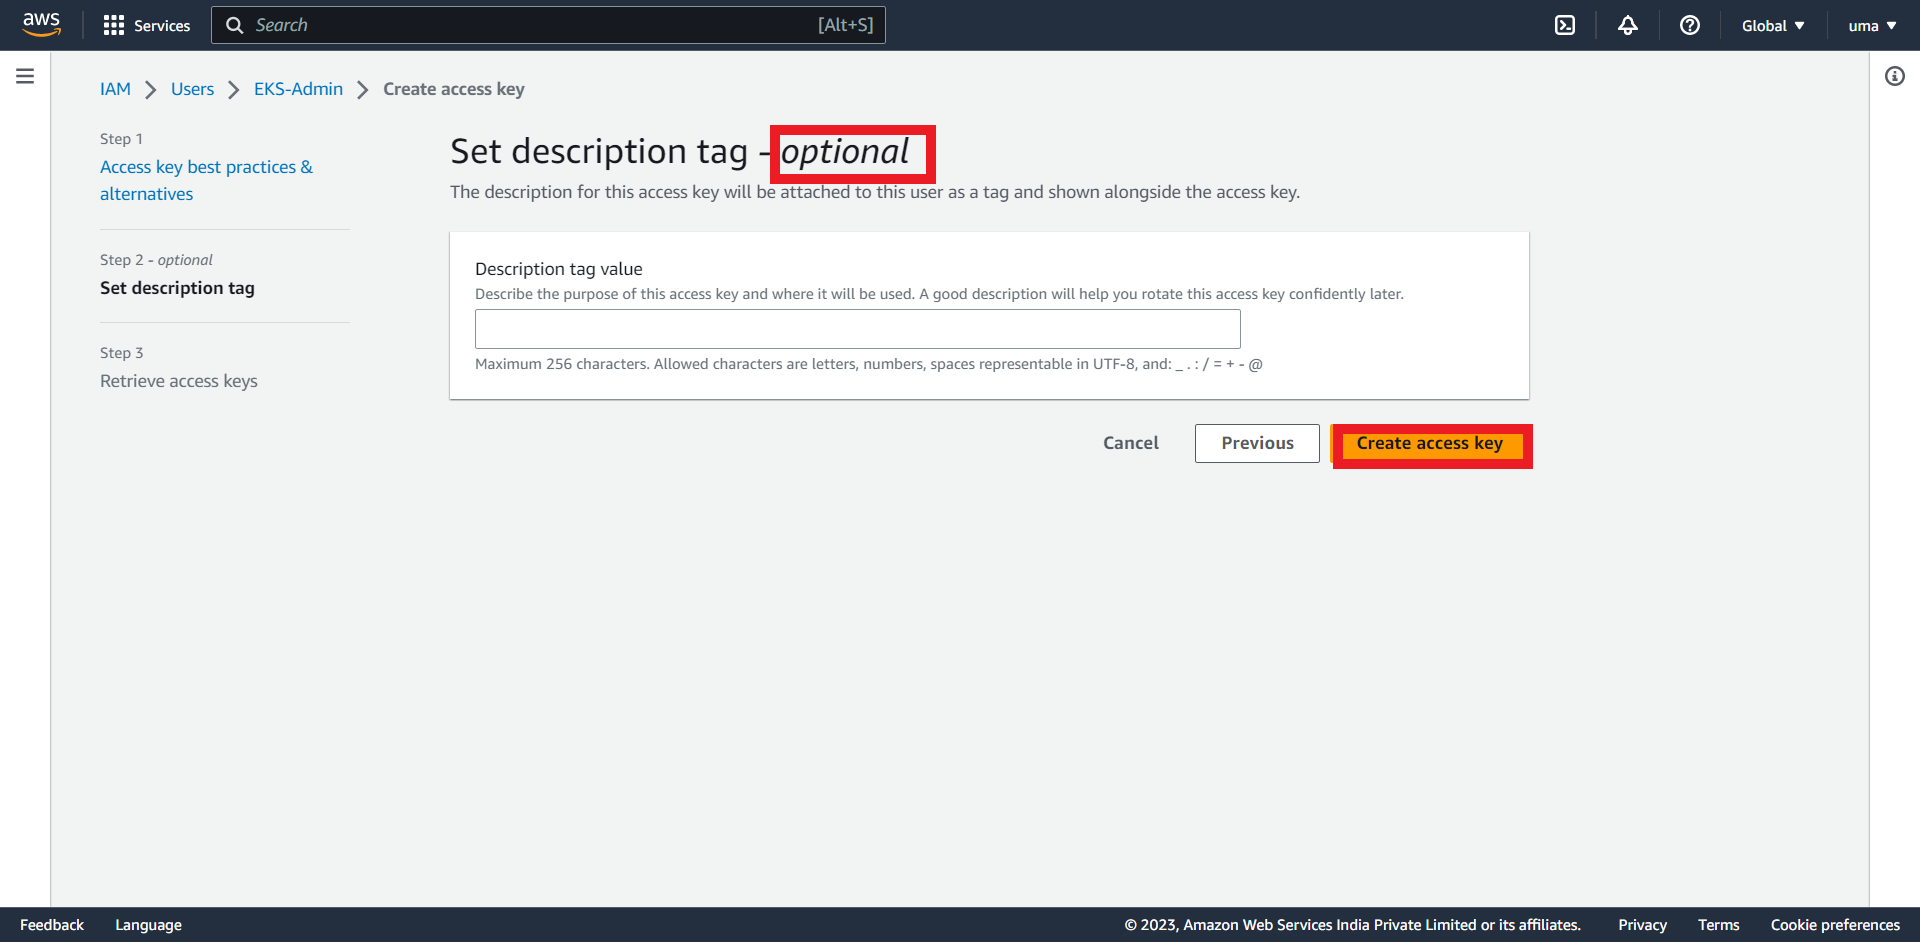 aws
Services
Search
[Alt+S]
Global
uma
IAM
Users
EKS-Admin
Create access key
Step 1
Access key best practices &
alternatives
Step 2 - optional
Set description tag
Step 3
Retrieve access keys
Set description tag - optional
The description for this access key will be attached to this user as a tag and shown alongside the access key.
Description tag value
Describe the purpose of this access key and where it will be used. A good description will help you rotate this access key confidently later.
Maximum 256 characters. Allowed characters are letters, numbers, spaces representable in UTF-8, and: _ . : / = + - @
Cancel
Previous
Create access key
Feedback
Language
© 2023, Amazon Web Services India Private Limited or its affiliates.
Privacy
Terms
Cookie preferences